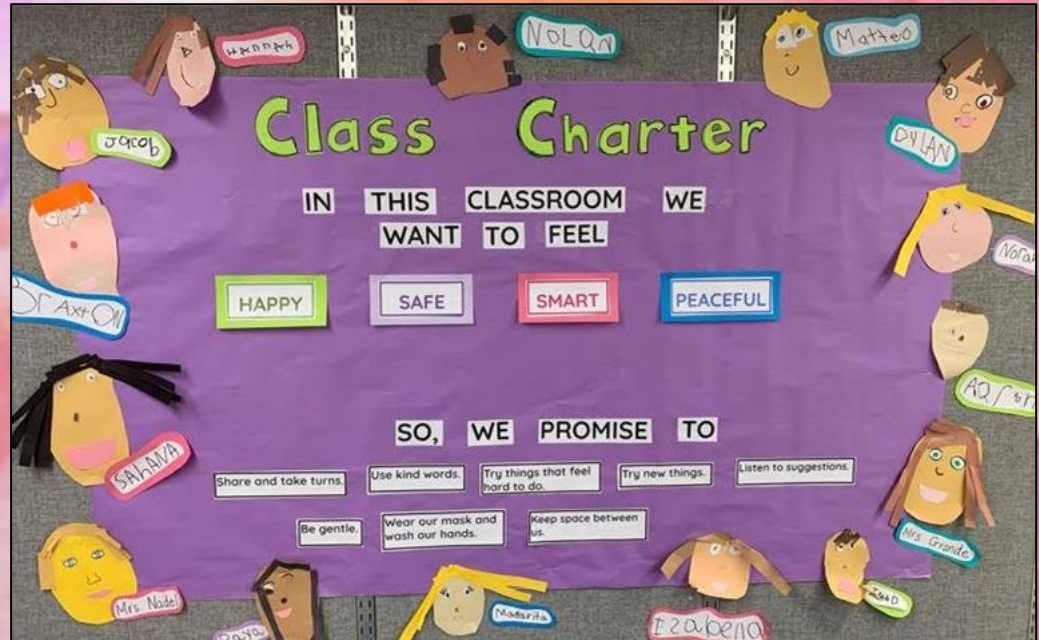 HANNAH
NOLAN
Matteo
Jacob
DYLAN
Class Charter
IN THIS CLASSROOM WE
WANT TO FEEL
Norah
HAPPY SAFE SMART PEACEFUL
BrAxtON
SO, WE PROMISE TO
SAhANA
Share and take turns.
Use kind words.
Try things that feel
hard to do.
Try new things.
Listen to suggestions.
Be gentle.
Wear our mask and
wash our hands.
Keep space between
us.
Mrs. Grande
Mrs. Nadel
Margarita